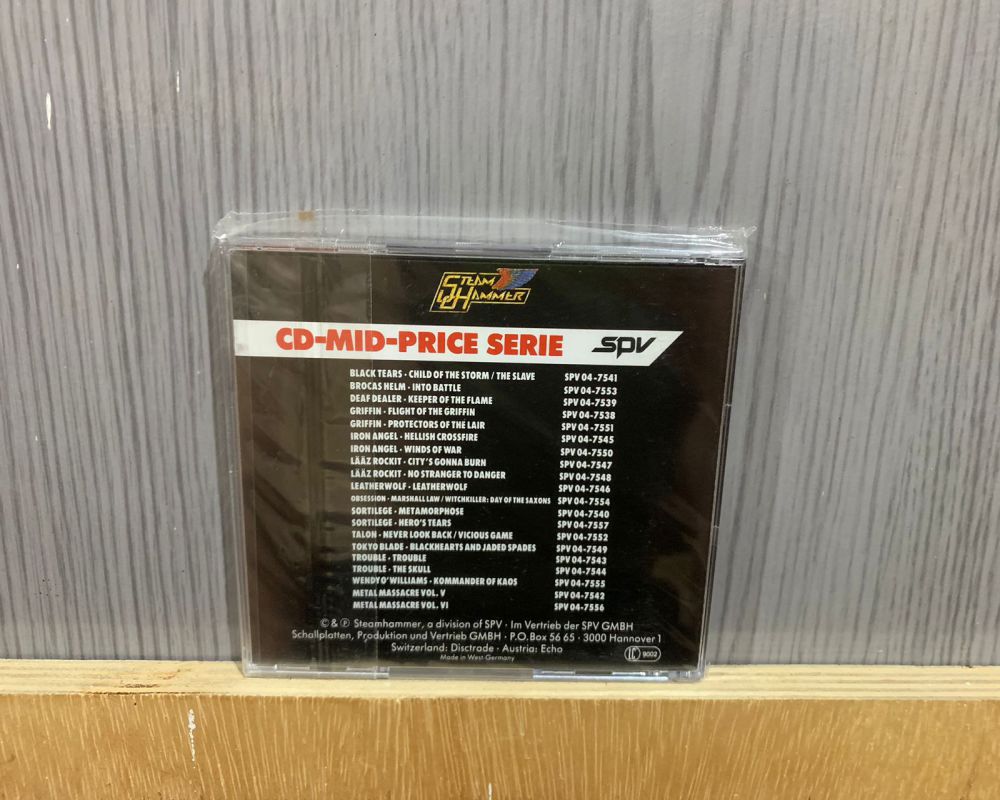 STEAM
HAMMER
CD-MID-PRICE SERIE spv
BLACK TEARS · CHILD OF THE STORM / THE SLAVE SPV 04-7541
BROCAS HELM · INTO BATTLE SPV 04-7553
DEAF DEALER · KEEPER OF THE FLAME SPV 04-7539
GRIFFIN · FLIGHT OF THE GRIFFIN SPV 04-7538
GRIFFIN · PROTECTORS OF THE LAIR SPV 04-7551
IRON ANGEL · HELLISH CROSSFIRE SPV 04-7545
IRON ANGEL · WINDS OF WAR SPV 04-7550
LÄÄZ ROCKIT · CITY'S GONNA BURN SPV 04-7547
LÄÄZ ROCKIT · NO STRANGER TO DANGER SPV 04-7548
LEATHERWOLF · LEATHERWOLF SPV 04-7546
OBSESSION · MARSHALL LAW / WITCHKILLER: DAY OF THE SAXONS SPV 04-7554
SORTILEGE · METAMORPHOSE SPV 04-7540
SORTILEGE · HERO'S TEARS SPV 04-7557
TALON · NEVER LOOK BACK / VICIOUS GAME SPV 04-7552
TOKYO BLADE · BLACKHEARTS AND JADED SPADES SPV 04-7549
TROUBLE · TROUBLE SPV 04-7543
TROUBLE · THE SKULL SPV 04-7544
WENDY O'WILLIAMS · KOMMANDER OF KAOS SPV 04-7555
METAL MASSACRE VOL. V SPV 04-7542
METAL MASSACRE VOL. VI SPV 04-7556
© & ℗ Steamhammer, a division of SPV · Im Vertrieb der SPV GMBH
Schallplatten, Produktion und Vertrieb GMBH · P.O. Box 56 65 · 3000 Hannover 1
Switzerland: Disctrade · Austria: Echo
Made in West-Germany
LC 9002